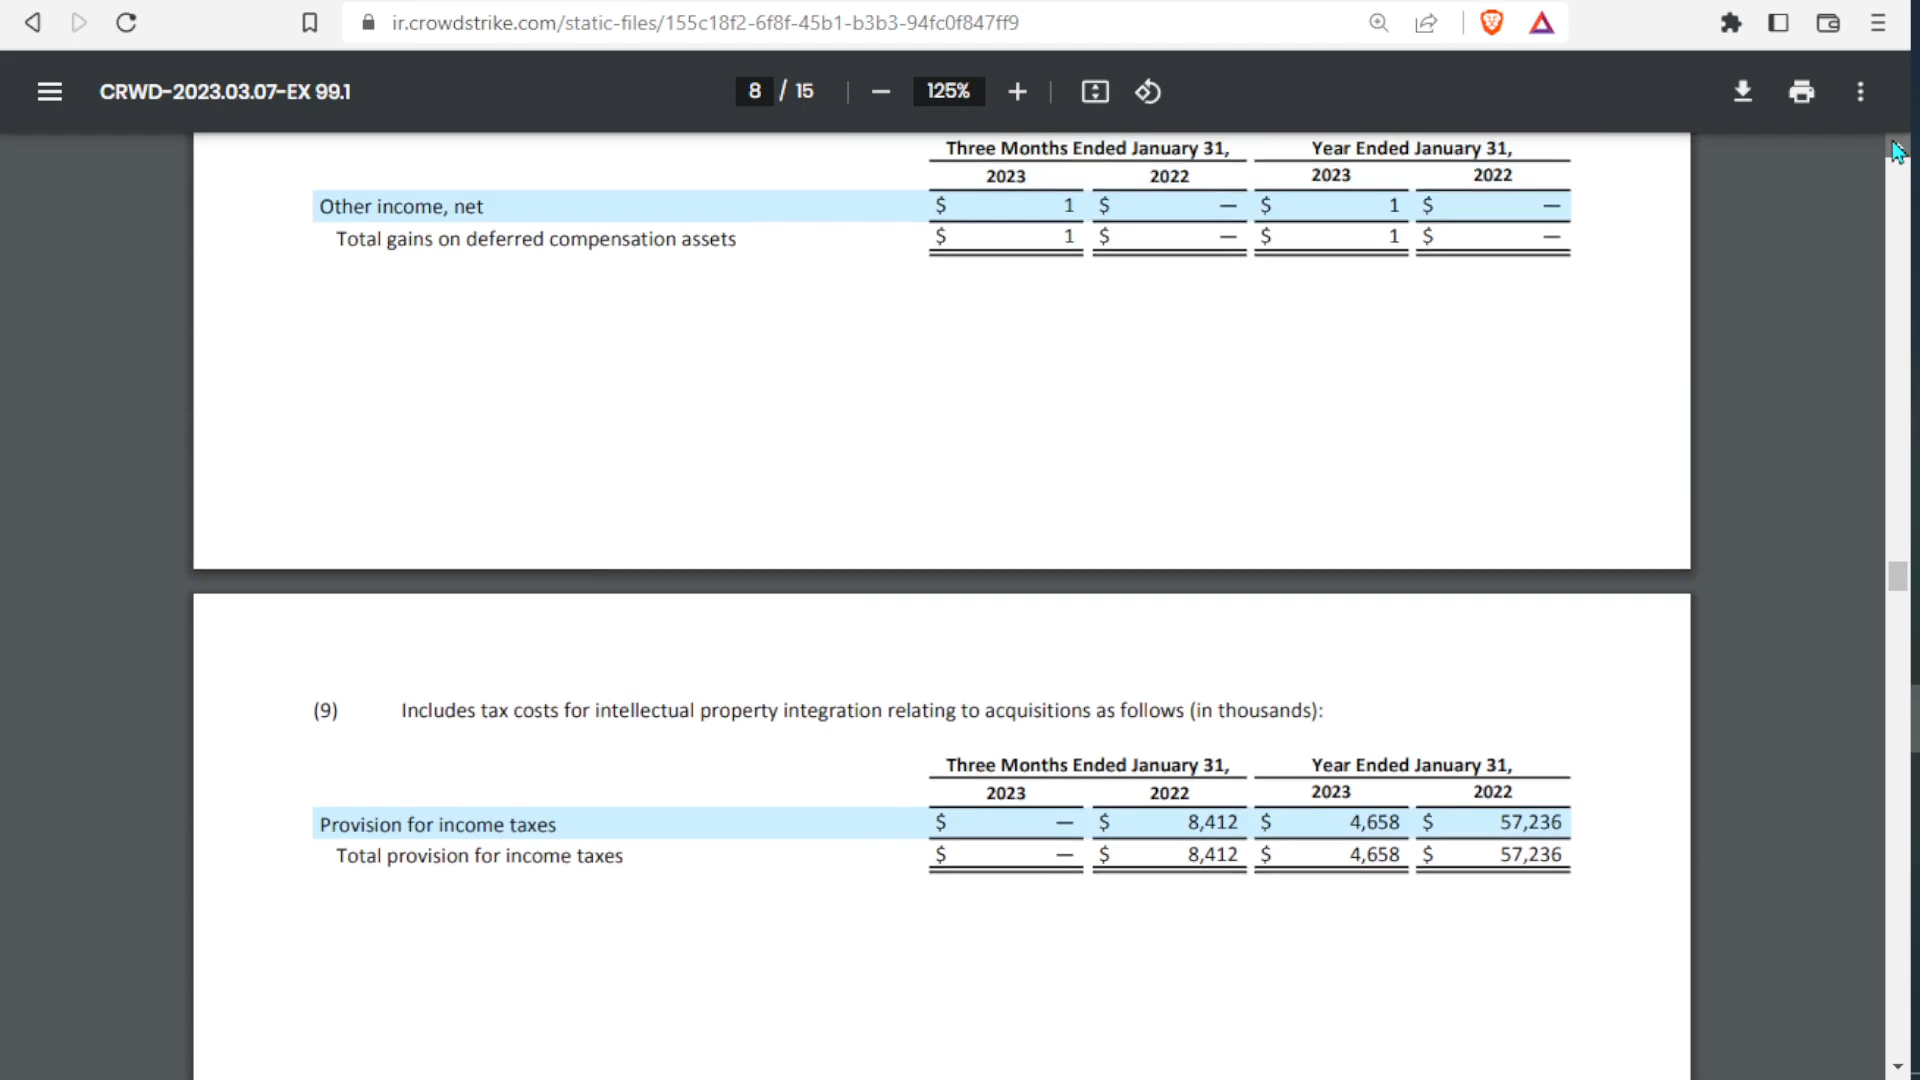 ir.crowdstrike.com/static-files/155c18f2-6f8f-45b1-b3b3-94fc0f847ff9
CRWD-2023.03.07-EX 99.1
8 / 15
125%
Three Months Ended January 31, Year Ended January 31,
2023 2022 2023 2022
Other income, net $ 1 $ — $ 1 $ —
Total gains on deferred compensation assets $ 1 $ — $ 1 $ —
(9) Includes tax costs for intellectual property integration relating to acquisitions as follows (in thousands):
Three Months Ended January 31, Year Ended January 31,
2023 2022 2023 2022
Provision for income taxes $ — $ 8,412 $ 4,658 $ 57,236
Total provision for income taxes $ — $ 8,412 $ 4,658 $ 57,236